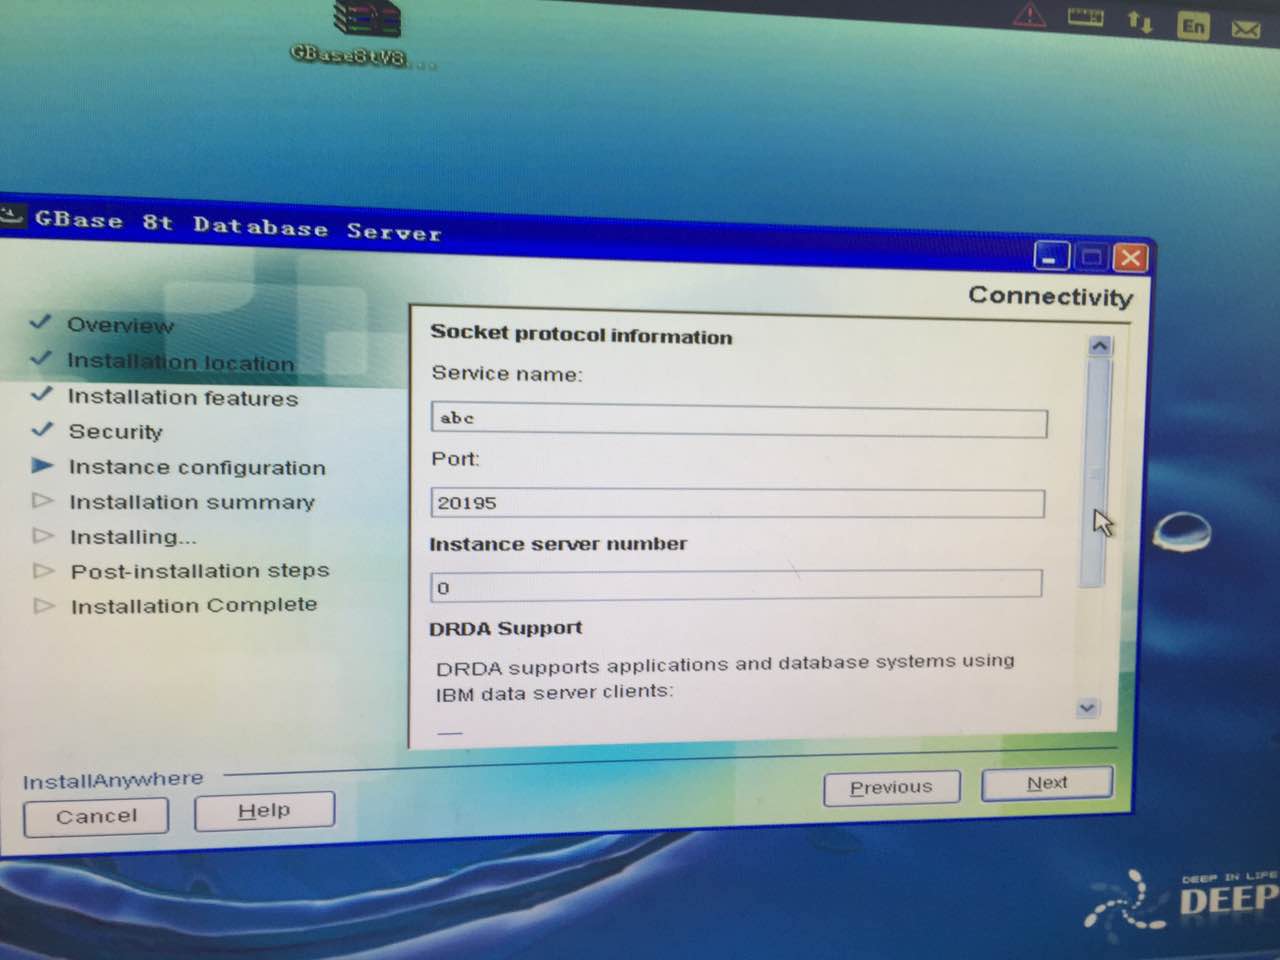 GBase8tV8...
En
GBase 8t Database Server
Connectivity
Overview
Installation location
Installation features
Security
Instance configuration
Installation summary
Installing...
Post-installation steps
Installation Complete
Socket protocol information
Service name:
abc
Port:
20195
Instance server number
0
DRDA Support
DRDA supports applications and database systems using
IBM data server clients:
InstallAnywhere
Cancel
Help
Previous
Next
DEEP IN LIFE
DEEP